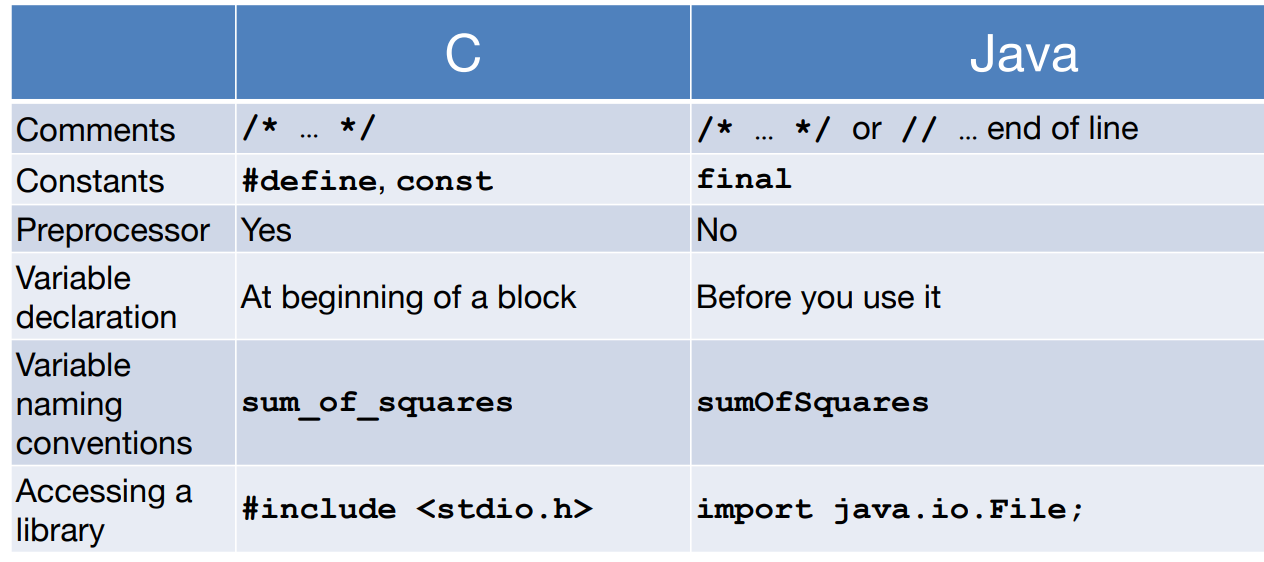 C Java
Comments /* … */ /* … */ or // … end of line
Constants #define, const final
Preprocessor Yes No
Variable
declaration At beginning of a block Before you use it
Variable
naming
conventions sum_of_squares sumOfSquares
Accessing a
library #include <stdio.h> import java.io.File;